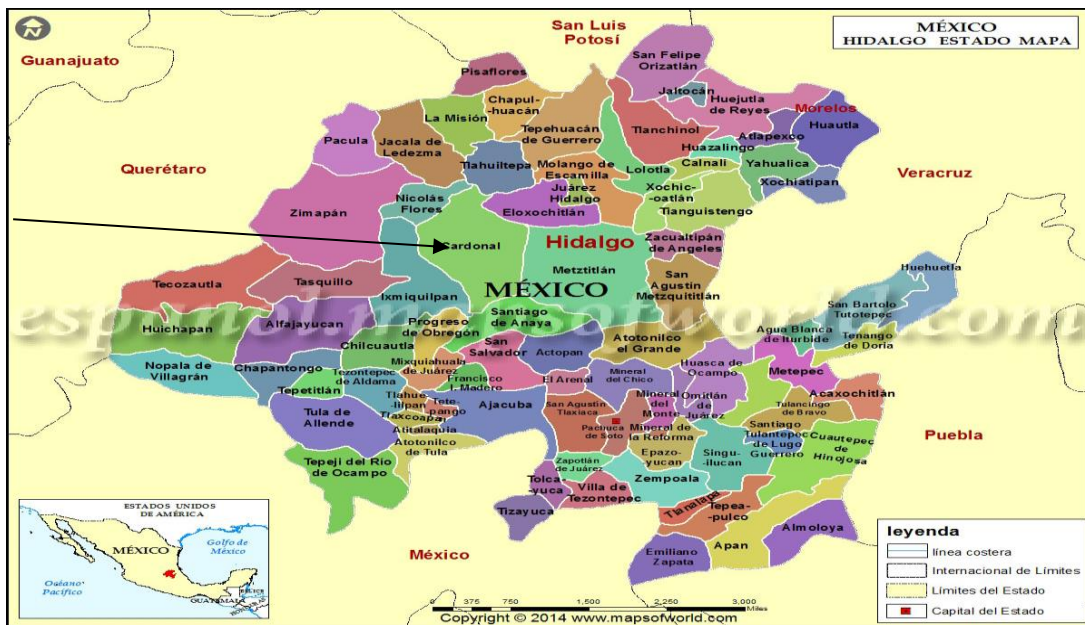 MÉXICO
HIDALGO ESTADO MAPA
N
Guanajuato
San Luis
Potosí
Querétaro
Morelos
Veracruz
Puebla
México
Hidalgo
MÉXICO
San Felipe
Orizatlán
Pisaflores
Jaltocán
Huejutla
de Reyes
Chapul-
-huacán
La Misión
Pacula
Jacala de
Ledezma
Tepehuacán
de Guerrero
Tlanchinol
Atlapexco
Huautla
Huazalingo
Tlahuiltepa
Molango de
Escamilla
Lolotla
Calnali
Yahualica
Xochiatipan
Nicolás
Flores
Juárez
Hidalgo
Eloxochitlán
Xochic-
-oatlán
Tianguistengo
Zimapán
Cardonal
Metztitlán
Zacualtipán
de Angeles
San
Agustín
Metzquititlán
Tecozautla
Tasquillo
Ixmiquilpan
Huehuetla
San Bartolo
Tutotepec
Huichapan
Alfajayucan
Santiago
de Anaya
Progreso
de Obregón
Chilcuautla
San
Salvador
Actopan
Atotonilco
el Grande
Agua Blanca
de Iturbide
Tenango
de Doria
Nopala de
Villagrán
Chapantongo
Mixquiahuala
de Juárez
Tezontepec
de Aldama
Tepetitlán
Francisco
I. Madero
El Arenal
Mineral
del Chico
Huasca de
Ocampo
Metepec
Acaxochitlán
Tlahue-
-lilpan
Tete-
-pango
Tlaxcoapan
Ajacuba
San Agustín
Tlaxiaca
Mineral
del
Monte
Omitlán
de
Juárez
Tulancingo
de Bravo
Tula de
Allende
Atitalaquia
Atotonilco
de Tula
Pachuca
de Soto
Mineral de
la Reforma
Santiago
Tulantepec
de Lugo
Guerrero
Cuautepec
de
Hinojosa
Tepeji del Río
de Ocampo
Epazo-
-yucan
Singu-
-ilucan
Zapotlán
de Juárez
Tolca-
-yuca
Villa de
Tezontepec
Zempoala
Tizayuca
Tlanalapa
Tepea-
-pulco
Almoloya
Apan
Emiliano
Zapata
espanol.mapsofworld.com
ESTADOS UNIDOS
DE AMÉRICA
MÉXICO
Golfo de
México
Océano
Pacífico
GUATEMALA
BELICE
HONDURAS
leyenda
línea costera
Internacional de Límites
Límites del Estado
Capital del Estado
0 375 750 1,500 2,250 3,000
Miles
Copyright © 2014 www.mapsofworld.com